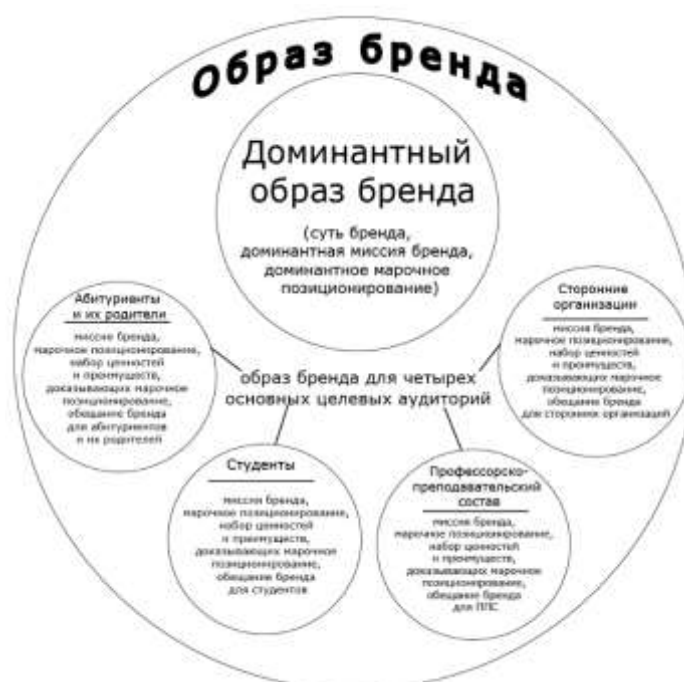 Образ бренда
Доминантный
образ бренда
(суть бренда,
доминантная миссия бренда,
доминантное марочное
позиционирование)
Абитуриенты
и их родители
миссия бренда,
марочное позиционирование,
набор ценностей
и преимуществ,
доказывающих марочное
позиционирование,
обещание бренда
для абитуриентов
и их родителей
Сторонние
организации
миссия бренда,
марочное позиционирование,
набор ценностей
и преимуществ,
доказывающих марочное
позиционирование,
обещание бренда
для сторонних организаций
образ бренда для четырех
основных целевых аудиторий
Студенты
миссия бренда,
марочное позиционирование,
набор ценностей
и преимуществ,
доказывающих марочное
позиционирование,
обещание бренда
для студентов
Профессорско-
преподавательский
состав
миссия бренда,
марочное позиционирование,
набор ценностей
и преимуществ,
доказывающих марочное
позиционирование,
обещание бренда
для ППС